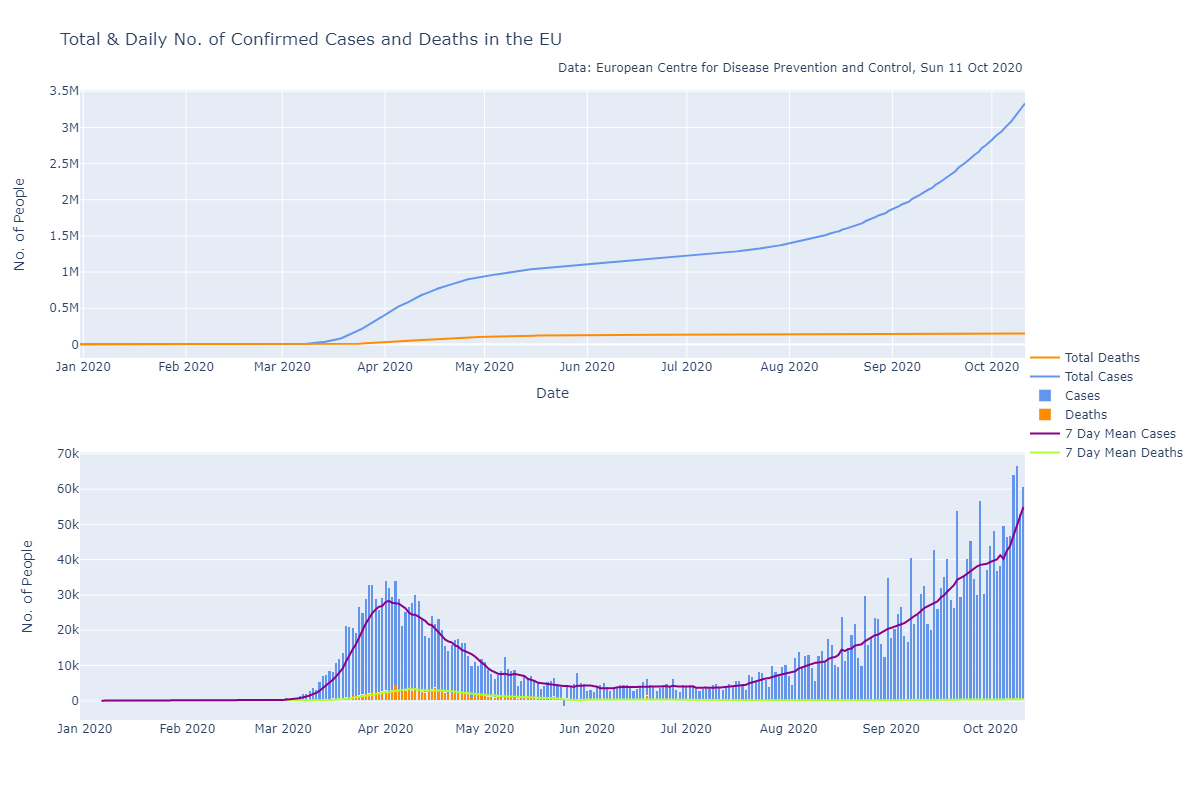 Total & Daily No. of Confirmed Cases and Deaths in the EU
Data: European Centre for Disease Prevention and Control, Sun 11 Oct 2020
3.5M
3M
2.5M
2M
1.5M
1M
0.5M
0
No. of People
Jan 2020 Feb 2020 Mar 2020 Apr 2020 May 2020 Jun 2020 Jul 2020 Aug 2020 Sep 2020 Oct 2020
Date
Total Deaths
Total Cases
Cases
Deaths
7 Day Mean Cases
7 Day Mean Deaths
70k
60k
50k
40k
30k
20k
10k
0
No. of People
Jan 2020 Feb 2020 Mar 2020 Apr 2020 May 2020 Jun 2020 Jul 2020 Aug 2020 Sep 2020 Oct 2020